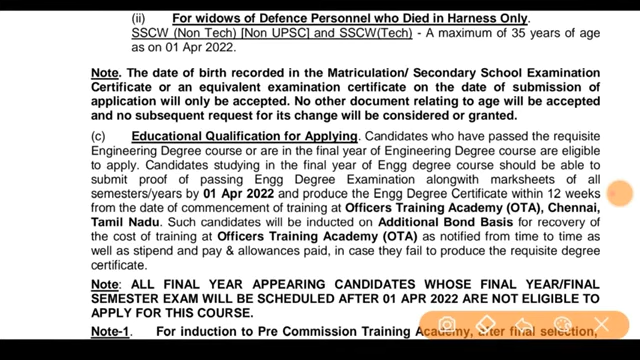 (ii) For widows of Defence Personnel who Died in Harness Only.
SSCW (Non Tech) [Non UPSC] and SSCW(Tech) - A maximum of 35 years of age
as on 01 Apr 2022.
Note. The date of birth recorded in the Matriculation/ Secondary School Examination
Certificate or an equivalent examination certificate on the date of submission of
application will only be accepted. No other document relating to age will be accepted
and no subsequent request for its change will be considered or granted.
(c) Educational Qualification for Applying. Candidates who have passed the requisite
Engineering Degree course or are in the final year of Engineering Degree course are eligible
to apply. Candidates studying in the final year of Engg degree course should be able to
submit proof of passing Engg Degree Examination alongwith marksheets of all
semesters/years by 01 Apr 2022 and produce the Engg Degree Certificate within 12 weeks
from the date of commencement of training at Officers Training Academy (OTA), Chennai,
Tamil Nadu. Such candidates will be inducted on Additional Bond Basis for recovery of
the cost of training at Officers Training Academy (OTA) as notified from time to time as
well as stipend and pay & allowances paid, in case they fail to produce the requisite degree
certificate.
Note: ALL FINAL YEAR APPEARING CANDIDATES WHOSE FINAL YEAR/FINAL
SEMESTER EXAM WILL BE SCHEDULED AFTER 01 APR 2022 ARE NOT ELIGIBLE TO
APPLY FOR THIS COURSE.
Note-1. For induction to Pre Commission Training Academy, after final selection,